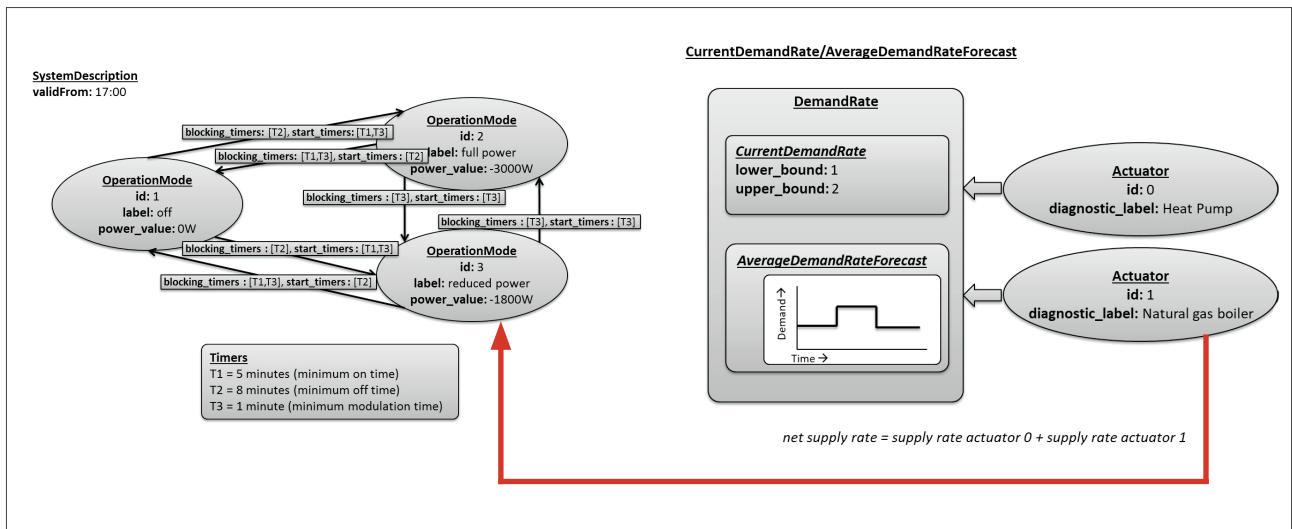 CurrentDemandRate/AverageDemandRateForecast
SystemDescription
validFrom: 17:00
blocking_timers: [T2], start_timers: [T1,T3]
blocking_timers: [T1,T3], start_timers: [T2]
OperationMode
id: 2
label: full power
power_value: -3000W
OperationMode
id: 1
label: off
power_value: 0W
blocking_timers : [T3], start_timers: [T3]
blocking_timers : [T3], start_timers: [T3]
blocking_timers : [T2], start_timers: [T1,T3]
blocking_timers : [T1,T3], start_timers: [T2]
OperationMode
id: 3
label: reduced power
power_value: -1800W
Timers
T1 = 5 minutes (minimum on time)
T2 = 8 minutes (minimum off time)
T3 = 1 minute (minimum modulation time)
DemandRate
CurrentDemandRate
lower_bound: 1
upper_bound: 2
AverageDemandRateForecast
Demand →
Time →
Actuator
id: 0
diagnostic_label: Heat Pump
Actuator
id: 1
diagnostic_label: Natural gas boiler
net supply rate = supply rate actuator 0 + supply rate actuator 1